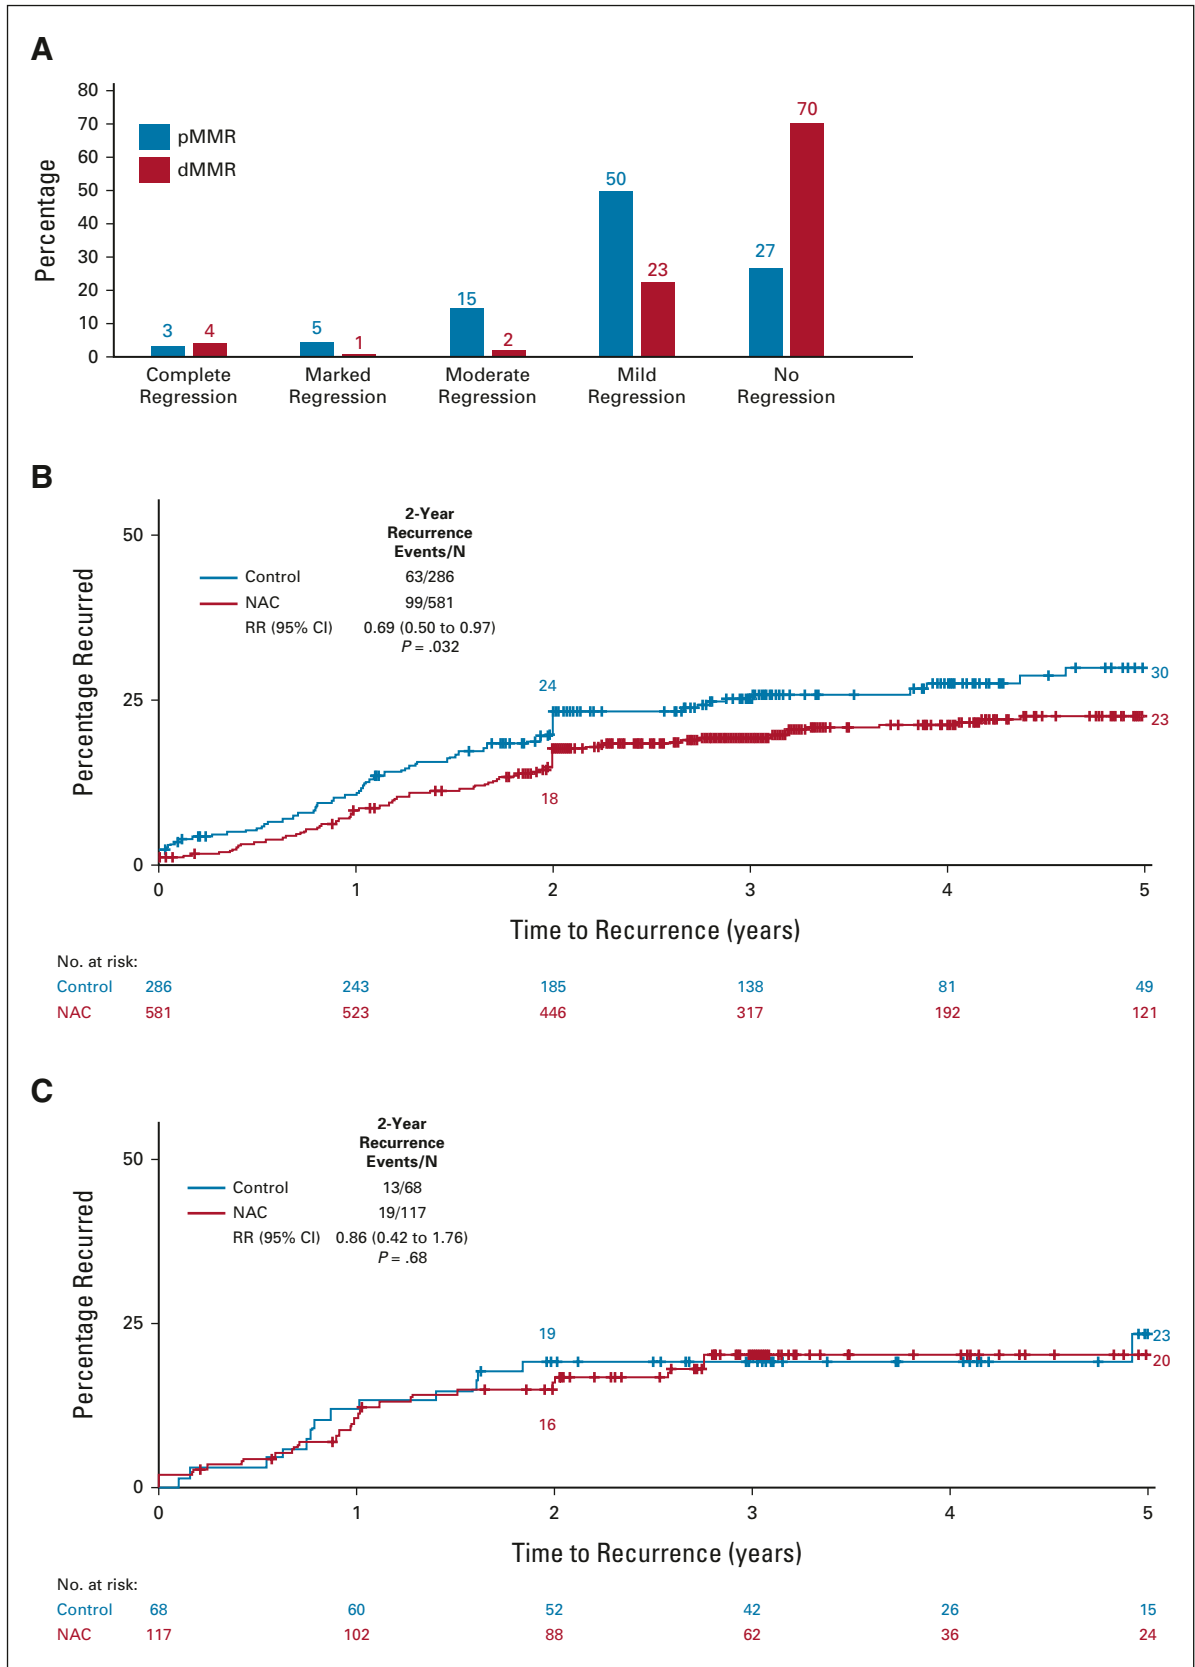 A
80
70
60
50
40
30
20
10
0
Percentage
pMMR
dMMR
3
4
5
1
15
2
50
23
27
70
Complete
Regression
Marked
Regression
Moderate
Regression
Mild
Regression
No
Regression
B
50
25
0
Percentage Recurred
2-Year
Recurrence
Events/N
Control 63/286
NAC 99/581
RR (95% CI) 0.69 (0.50 to 0.97)
P = .032
24
18
30
23
0 1 2 3 4 5
Time to Recurrence (years)
No. at risk:
Control 286 243 185 138 81 49
NAC 581 523 446 317 192 121
C
50
25
0
Percentage Recurred
2-Year
Recurrence
Events/N
Control 13/68
NAC 19/117
RR (95% CI) 0.86 (0.42 to 1.76)
P = .68
19
16
23
20
0 1 2 3 4 5
Time to Recurrence (years)
No. at risk:
Control 68 60 52 42 26 15
NAC 117 102 88 62 36 24